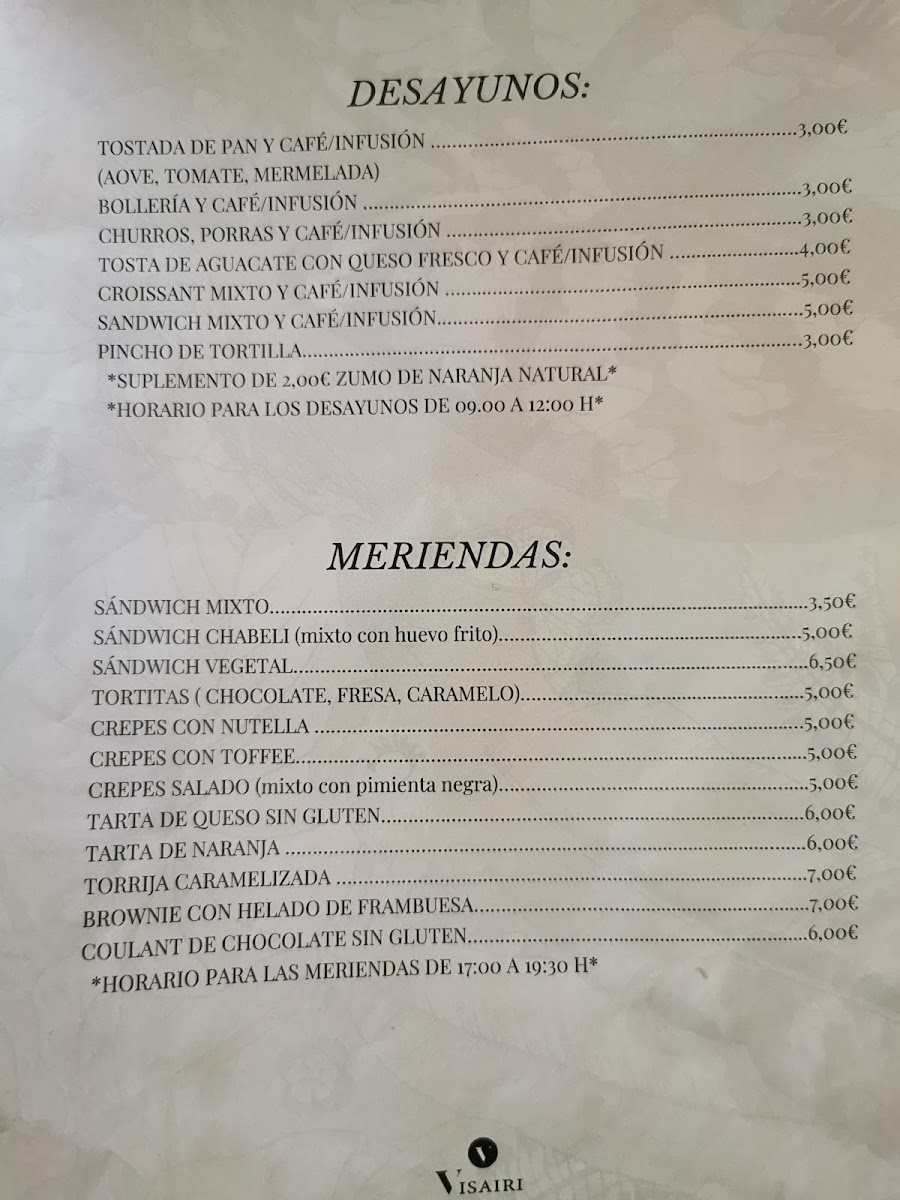 DESAYUNOS:
TOSTADA DE PAN Y CAFÉ/INFUSIÓN ........................................................3,00€
(AOVE, TOMATE, MERMELADA)
BOLLERÍA Y CAFÉ/INFUSIÓN ........................................................3,00€
CHURROS, PORRAS Y CAFÉ/INFUSIÓN ........................................................3,00€
TOSTA DE AGUACATE CON QUESO FRESCO Y CAFÉ/INFUSIÓN ........................4,00€
CROISSANT MIXTO Y CAFÉ/INFUSIÓN ........................................................5,00€
SANDWICH MIXTO Y CAFÉ/INFUSIÓN........................................................5,00€
PINCHO DE TORTILLA........................................................3,00€
*SUPLEMENTO DE 2,00€ ZUMO DE NARANJA NATURAL*
*HORARIO PARA LOS DESAYUNOS DE 09.00 A 12:00 H*
MERIENDAS:
SÁNDWICH MIXTO........................................................3,50€
SÁNDWICH CHABELI (mixto con huevo frito)........................................................5,00€
SÁNDWICH VEGETAL........................................................6,50€
TORTITAS ( CHOCOLATE, FRESA, CARAMELO)........................................................5,00€
CREPES CON NUTELLA ........................................................5,00€
CREPES CON TOFFEE........................................................5,00€
CREPES SALADO (mixto con pimienta negra)........................................................5,00€
TARTA DE QUESO SIN GLUTEN........................................................6,00€
TARTA DE NARANJA ........................................................6,00€
TORRIJA CARAMELIZADA ........................................................7,00€
BROWNIE CON HELADO DE FRAMBUESA........................................................7,00€
COULANT DE CHOCOLATE SIN GLUTEN........................................................6,00€
*HORARIO PARA LAS MERIENDAS DE 17:00 A 19:30 H*
V
VISAIRI